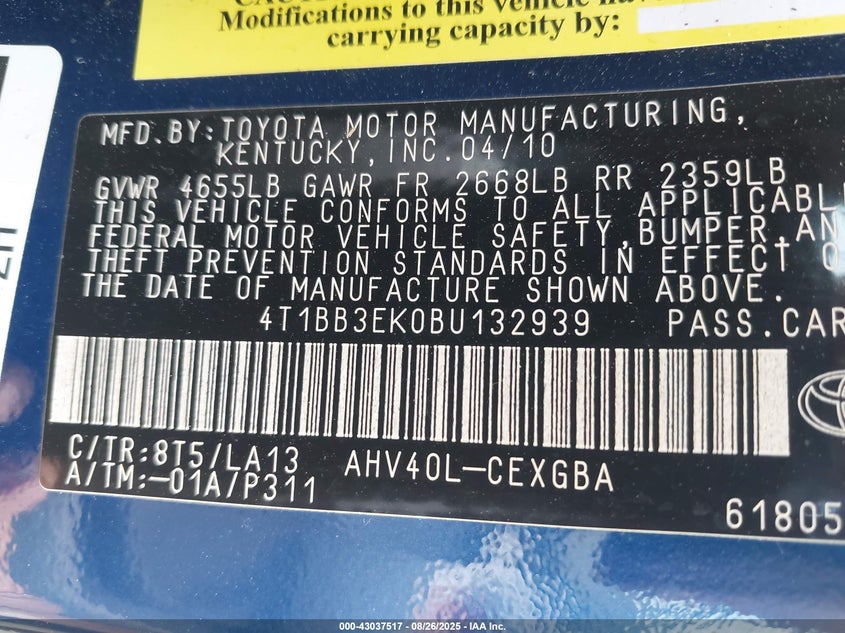 Modifications to this vehicle
carrying capacity by:
MFD.BY:TOYOTA MOTOR MANUFACTURING,
KENTUCKY,INC.04/10
GVWR 4655LB GAWR FR 2668LB RR 2359LB
THIS VEHICLE CONFORMS TO ALL
FEDERAL MOTOR VEHICLE SAFETY,BUMPER,
THEFT PREVENTION STANDARDS IN EFFECT
THE DATE OF MANUFACTURE SHOWN ABOVE.
4T1BB3EK0BU132939 PASS.CAR
C/TR:8T5/LA13 AHV40L-CEXGBA
A/TM:-01A/P311
61805
000-43037517 - 08/26/2025 - IAA Inc.